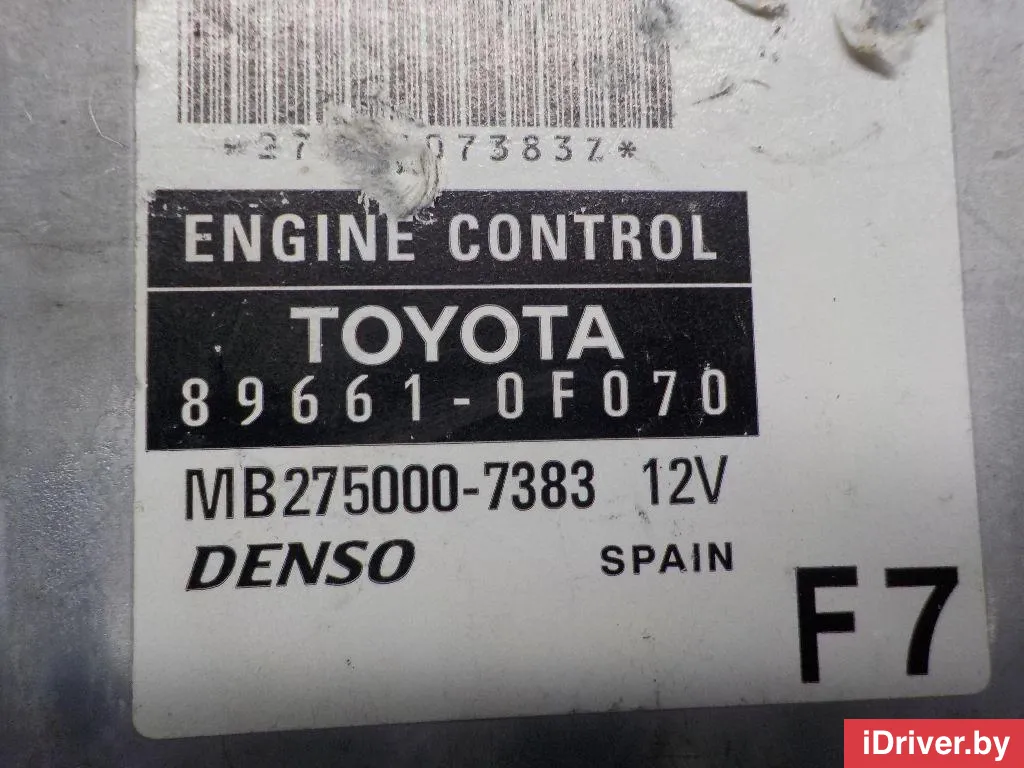 ENGINE CONTROL
TOYOTA
89661-0F070
MB275000-7383 12V
DENSO SPAIN
F7
iDriver.by